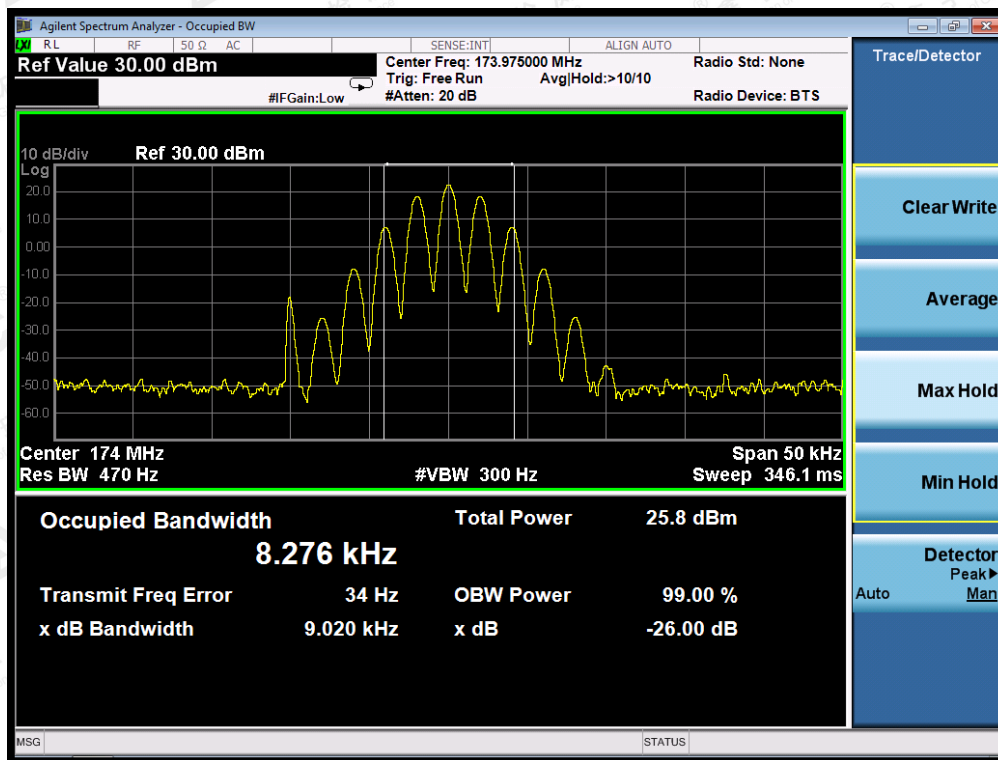 Agilent Spectrum Analyzer - Occupied BW
LXI RL RF 50 Ω AC SENSE:INT ALIGN AUTO
Ref Value 30.00 dBm
Center Freq: 173.975000 MHz
Radio Std: None
Trig: Free Run Avg|Hold:>10/10
#IFGain:Low #Atten: 20 dB Radio Device: BTS
10 dB/div Ref 30.00 dBm
Log
20.0
10.0
0.00
-10.0
-20.0
-30.0
-40.0
-50.0
-60.0
Center 174 MHz Span 50 kHz
Res BW 470 Hz #VBW 300 Hz Sweep 346.1 ms
Occupied Bandwidth Total Power 25.8 dBm
8.276 kHz
Transmit Freq Error 34 Hz OBW Power 99.00 %
x dB Bandwidth 9.020 kHz x dB -26.00 dB
MSG STATUS
Trace/Detector
Clear Write
Average
Max Hold
Min Hold
Detector
Peak▶
Auto Man